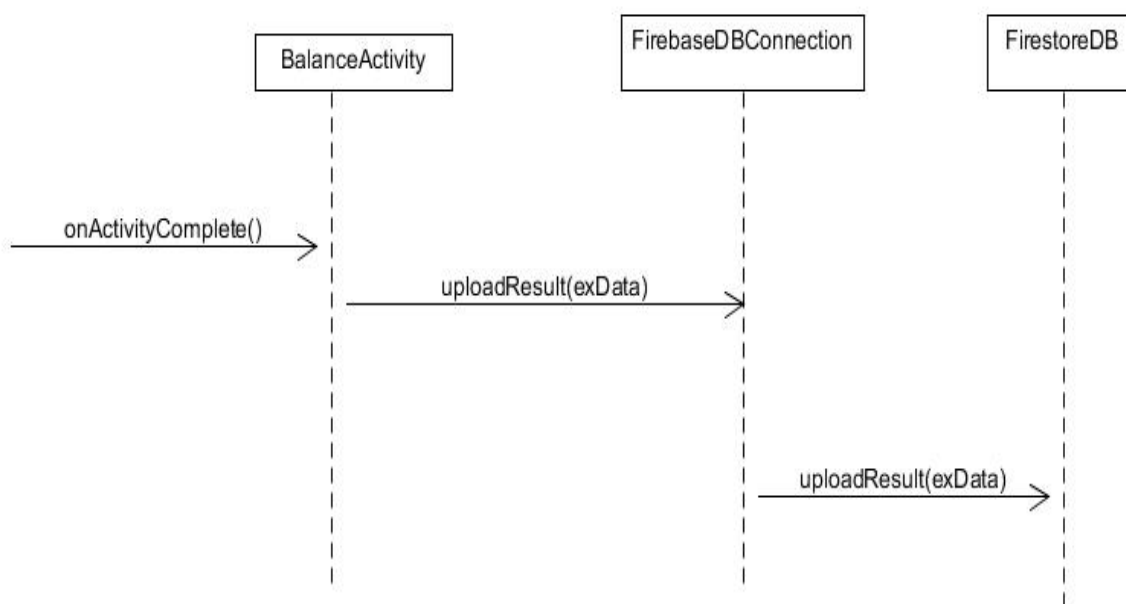 BalanceActivity
FirebaseDBConnection
FirestoreDB
onActivityComplete()
uploadResult(exData)
uploadResult(exData)